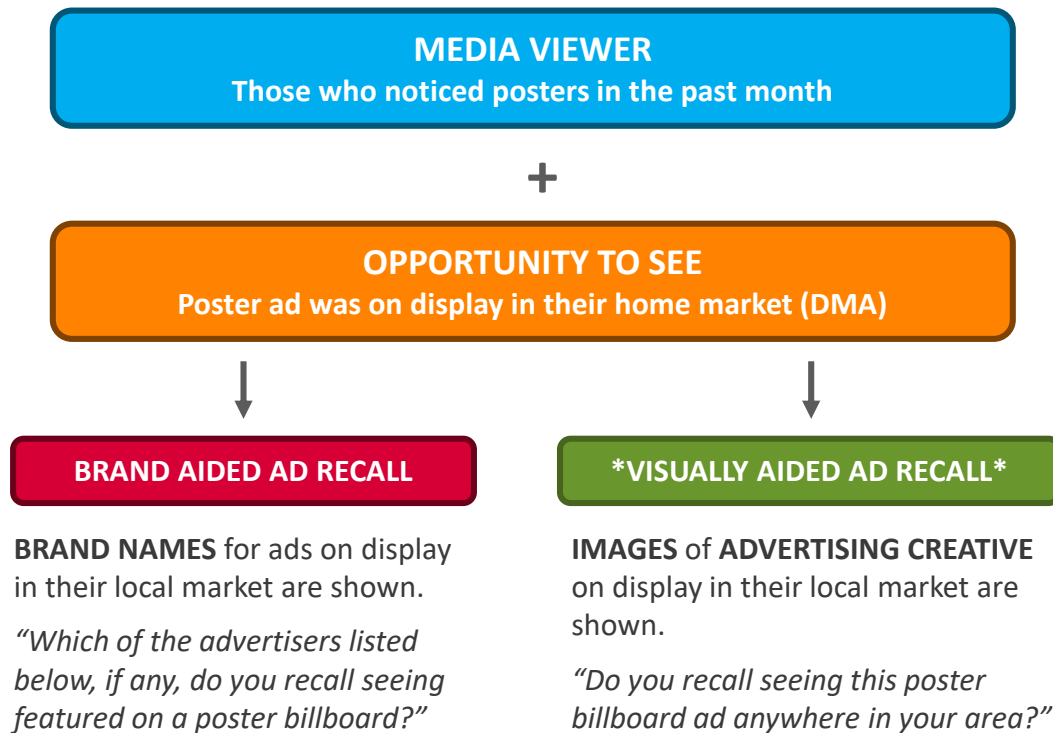 MEDIA VIEWER
Those who noticed posters in the past month
+
OPPORTUNITY TO SEE
Poster ad was on display in their home market (DMA)
BRAND AIDED AD RECALL
BRAND NAMES for ads on display
in their local market are shown.
“Which of the advertisers listed
below, if any, do you recall seeing
featured on a poster billboard?”
*VISUALLY AIDED AD RECALL*
IMAGES of ADVERTISING CREATIVE
on display in their local market are
shown.
“Do you recall seeing this poster
billboard ad anywhere in your area?”